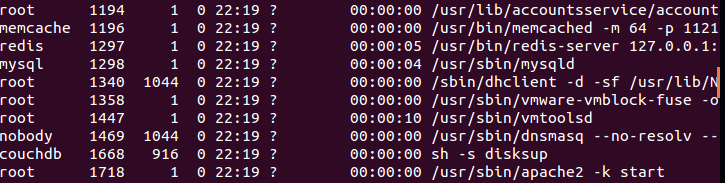 root 1194 1 0 22:19 ? 00:00:00 /usr/lib/accountsservice/account
memcache 1196 1 0 22:19 ? 00:00:00 /usr/bin/memcached -m 64 -p 1121
redis 1297 1 0 22:19 ? 00:00:05 /usr/bin/redis-server 127.0.0.1:
mysql 1298 1 0 22:19 ? 00:00:04 /usr/sbin/mysqld
root 1340 1044 0 22:19 ? 00:00:00 /sbin/dhclient -d -sf /usr/lib/N
root 1358 1 0 22:19 ? 00:00:00 /usr/sbin/vmware-vmblock-fuse -o
root 1447 1 0 22:19 ? 00:00:10 /usr/sbin/vmtoolsd
nobody 1469 1044 0 22:19 ? 00:00:00 /usr/sbin/dnsmasq --no-resolv --
couchdb 1668 916 0 22:19 ? 00:00:00 sh -s disksup
root 1718 1 0 22:19 ? 00:00:00 /usr/sbin/apache2 -k start